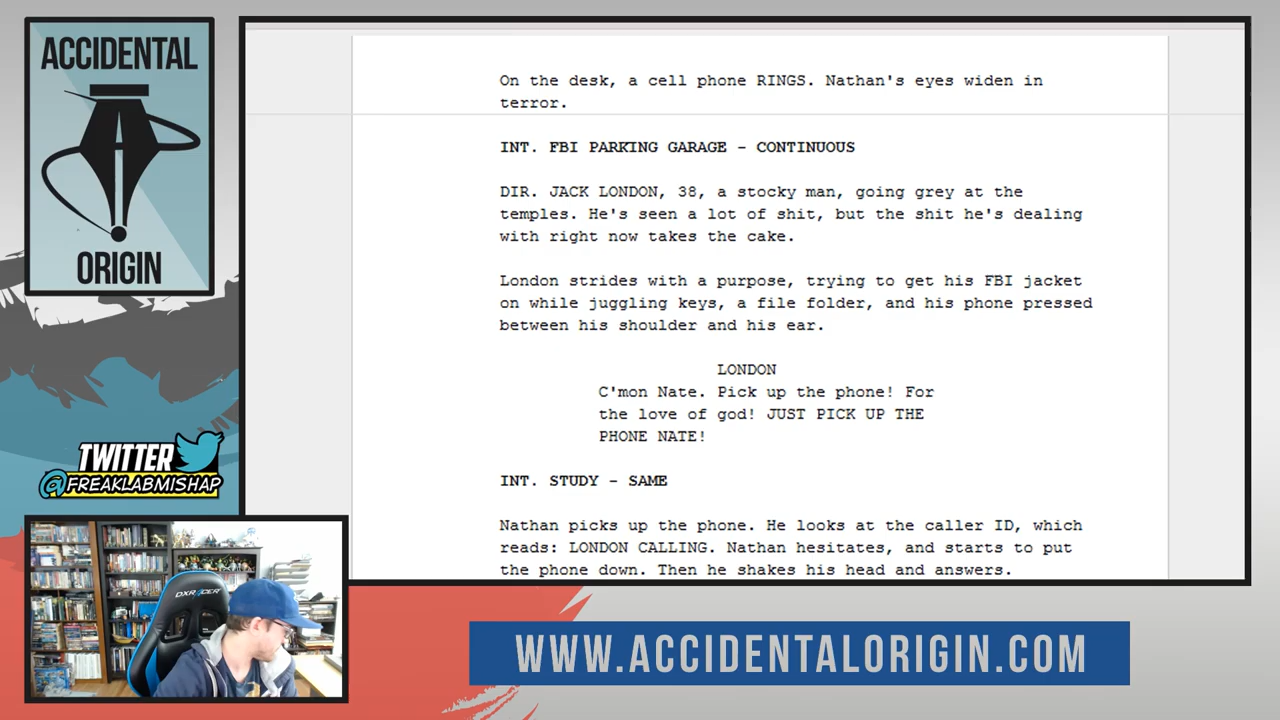 ACCIDENTAL
ORIGIN
On the desk, a cell phone RINGS. Nathan's eyes widen in
terror.
INT. FBI PARKING GARAGE - CONTINUOUS
DIR. JACK LONDON, 38, a stocky man, going grey at the
temples. He's seen a lot of shit, but the shit he's dealing
with right now takes the cake.
London strides with a purpose, trying to get his FBI jacket
on while juggling keys, a file folder, and his phone pressed
between his shoulder and his ear.
LONDON
C'mon Nate. Pick up the phone! For
the love of god! JUST PICK UP THE
PHONE NATE!
INT. STUDY - SAME
Nathan picks up the phone. He looks at the caller ID, which
reads: LONDON CALLING. Nathan hesitates, and starts to put
the phone down. Then he shakes his head and answers.
TWITTER
@FREAKLABMISHAP
DXRACER
WWW.ACCIDENTALORIGIN.COM